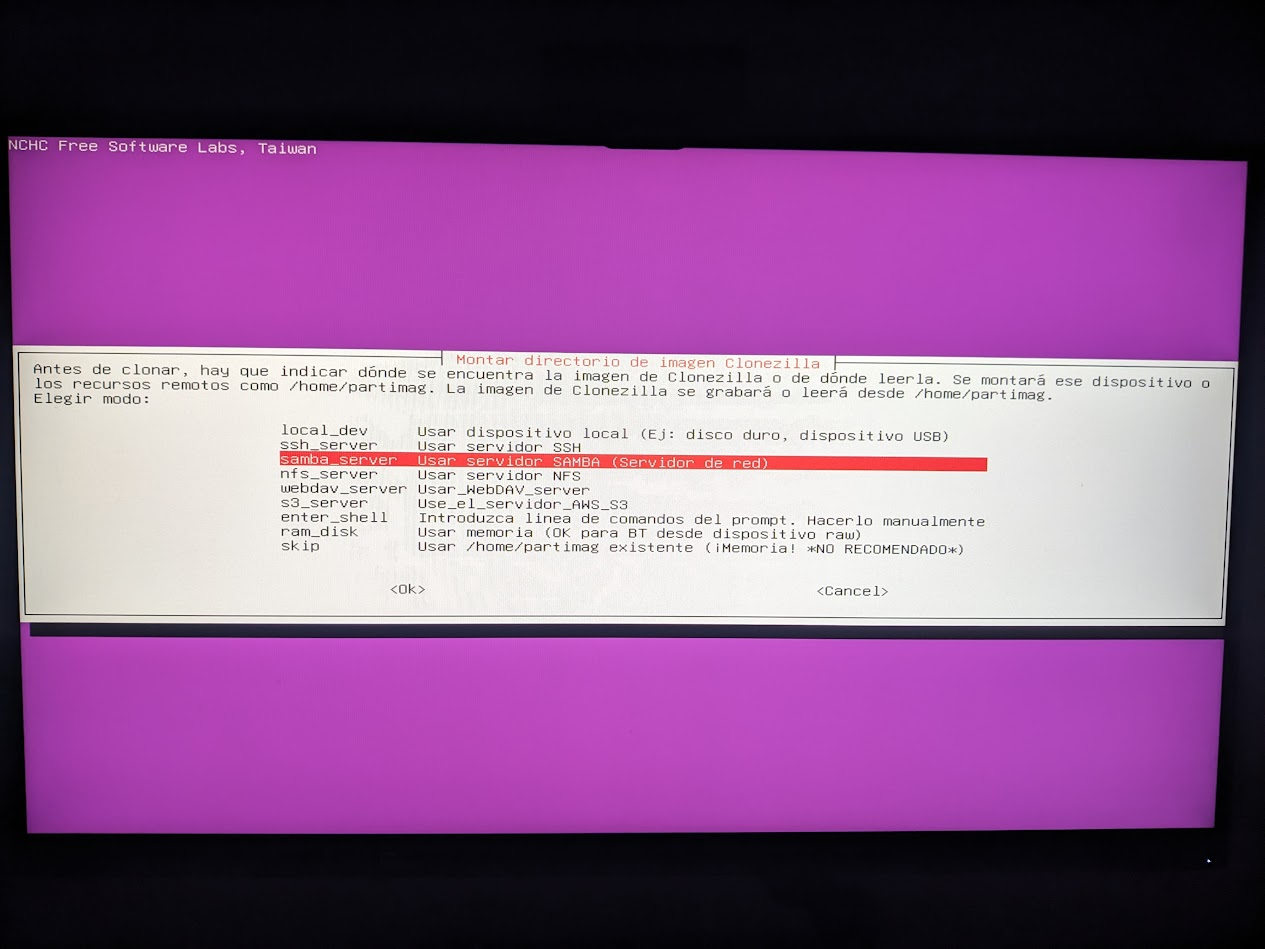 NCHC Free Software Labs, Taiwan
Montar directorio de imagen Clonezilla
Antes de clonar, hay que indicar dónde se encuentra la imagen de Clonezilla o de dónde leerla. Se montará ese dispositivo o
los recursos remotos como /home/partimag. La imagen de Clonezilla se grabará o leerá desde /home/partimag.
Elegir modo:
local_dev Usar dispositivo local (Ej: disco duro, dispositivo USB)
ssh_server Usar servidor SSH
samba_server Usar servidor SAMBA (Servidor de red)
nfs_server Usar servidor NFS
webdav_server Usar_WebDAV_server
s3_server Use_el_servidor_AWS_S3
enter_shell Introduzca linea de comandos del prompt. Hacerlo manualmente
ram_disk Usar memoria (OK para BT desde dispositivo raw)
skip Usar /home/partimag existente (¡Memoria! *NO RECOMENDADO*)
<Ok> <Cancel>